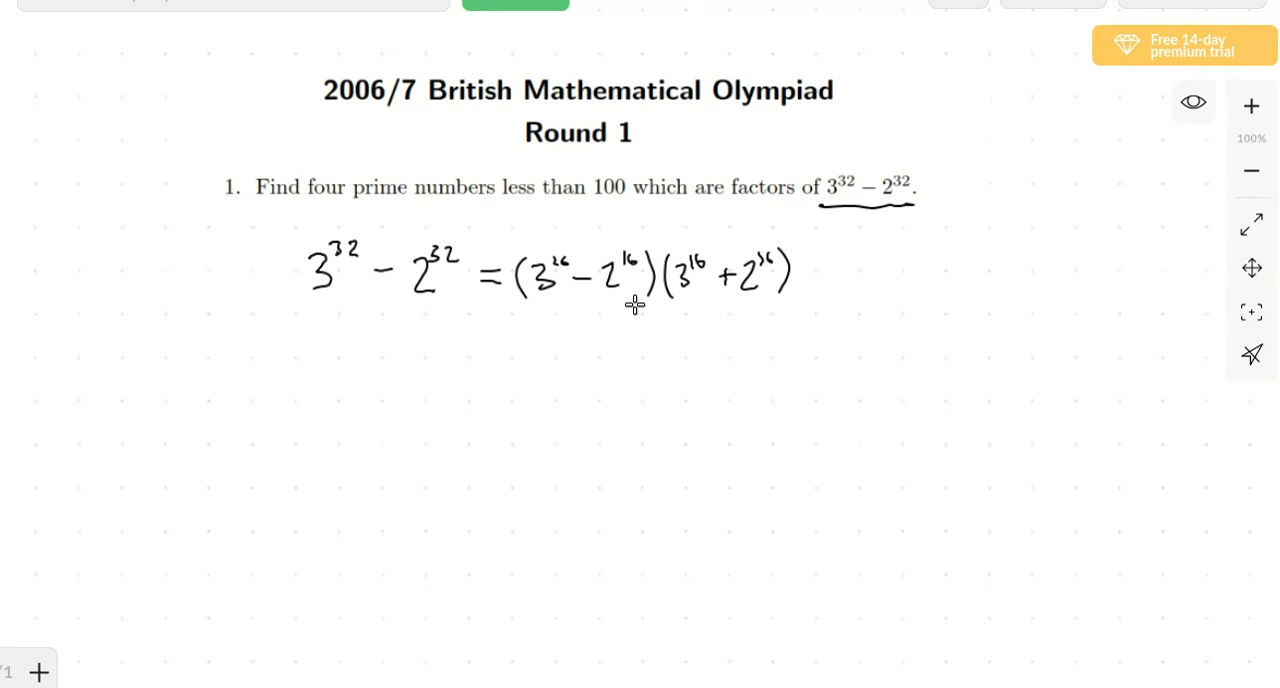 Free 14-day
premium trial
2006/7 British Mathematical Olympiad
Round 1
100%
1. Find four prime numbers less than 100 which are factors of 3³² − 2³².
3³² − 2³² = (3¹⁶ − 2¹⁶)(3¹⁶ + 2¹⁶)
/1 +